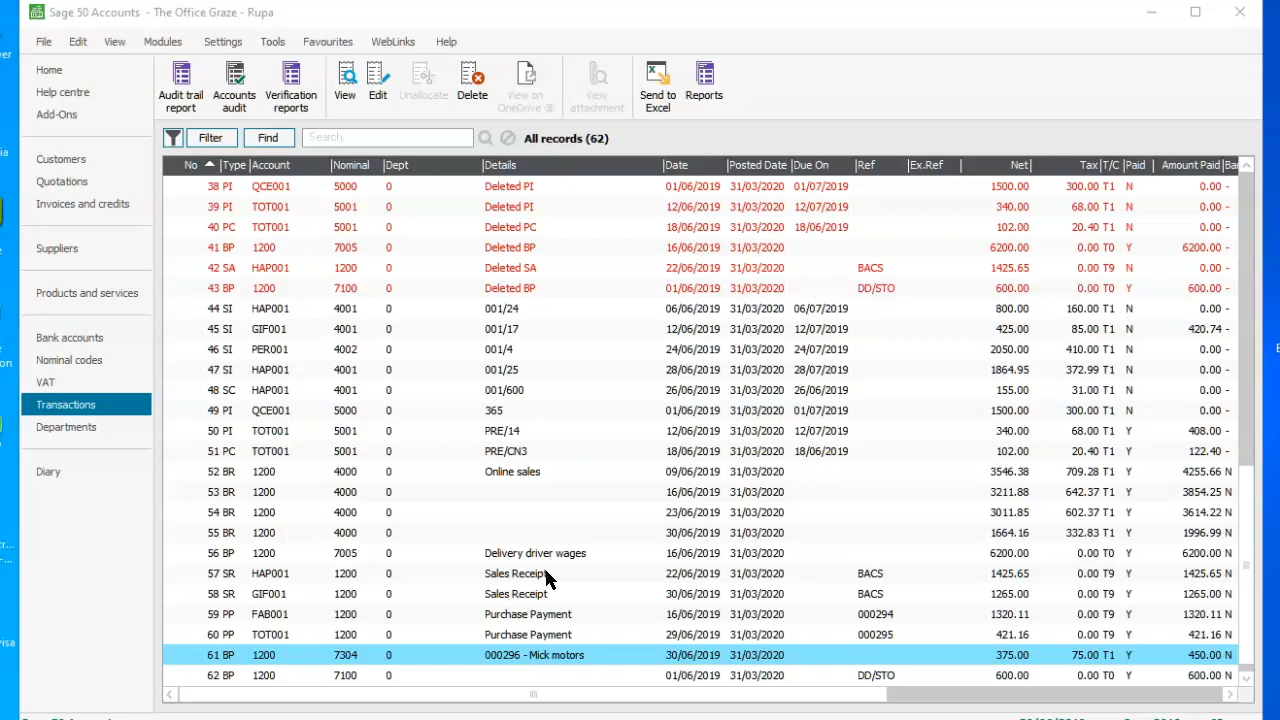 Sage 50 Accounts - The Office Graze - Rupa
File Edit View Modules Settings Tools Favourites WebLinks Help
Home
Help centre
Add-Ons
Customers
Quotations
Invoices and credits
Suppliers
Products and services
Bank accounts
Nominal codes
VAT
Transactions
Departments
Diary
Audit trail report
Accounts audit
Verification reports
View
Edit
Unallocate
Delete
View on OneDrive ®
View attachment
Send to Excel
Reports
Filter Find Search All records (62)
No Type Account Nominal Dept Details Date Posted Date Due On Ref Ex.Ref Net Tax T/C Paid Amount Paid Ban
38 PI QCE001 5000 0 Deleted PI 01/06/2019 31/03/2020 01/07/2019 1500.00 300.00 T1 N 0.00 -
39 PI TOT001 5001 0 Deleted PI 12/06/2019 31/03/2020 12/07/2019 340.00 68.00 T1 N 0.00 -
40 PC TOT001 5001 0 Deleted PC 18/06/2019 31/03/2020 18/06/2019 102.00 20.40 T1 N 0.00 -
41 BP 1200 7005 0 Deleted BP 16/06/2019 31/03/2020 6200.00 0.00 T0 Y 6200.00 -
42 SA HAP001 1200 0 Deleted SA 22/06/2019 31/03/2020 BACS 1425.65 0.00 T9 N 0.00 -
43 BP 1200 7100 0 Deleted BP 01/06/2019 31/03/2020 DD/STO 600.00 0.00 T0 Y 600.00 -
44 SI HAP001 4001 0 001/24 06/06/2019 31/03/2020 06/07/2019 800.00 160.00 T1 N 0.00 -
45 SI GIF001 4001 0 001/17 12/06/2019 31/03/2020 12/07/2019 425.00 85.00 T1 N 420.74 -
46 SI PER001 4002 0 001/4 24/06/2019 31/03/2020 24/07/2019 2050.00 410.00 T1 N 0.00 -
47 SI HAP001 4001 0 001/25 28/06/2019 31/03/2020 28/07/2019 1864.95 372.99 T1 N 0.00 -
48 SC HAP001 4001 0 001/600 26/06/2019 31/03/2020 26/06/2019 155.00 31.00 T1 N 0.00 -
49 PI QCE001 5000 0 365 01/06/2019 31/03/2020 01/07/2019 1500.00 300.00 T1 N 0.00 -
50 PI TOT001 5001 0 PRE/14 12/06/2019 31/03/2020 12/07/2019 340.00 68.00 T1 Y 408.00 -
51 PC TOT001 5001 0 PRE/CN3 18/06/2019 31/03/2020 18/06/2019 102.00 20.40 T1 Y 122.40 -
52 BR 1200 4000 0 Online sales 09/06/2019 31/03/2020 3546.38 709.28 T1 Y 4255.66 N
53 BR 1200 4000 0 16/06/2019 31/03/2020 3211.88 642.37 T1 Y 3854.25 N
54 BR 1200 4000 0 23/06/2019 31/03/2020 3011.85 602.37 T1 Y 3614.22 N
55 BR 1200 4000 0 30/06/2019 31/03/2020 1664.16 332.83 T1 Y 1996.99 N
56 BP 1200 7005 0 Delivery driver wages 16/06/2019 31/03/2020 6200.00 0.00 T0 Y 6200.00 N
57 SR HAP001 1200 0 Sales Receipt 22/06/2019 31/03/2020 BACS 1425.65 0.00 T9 Y 1425.65 N
58 SR GIF001 1200 0 Sales Receipt 30/06/2019 31/03/2020 BACS 1265.00 0.00 T9 Y 1265.00 N
59 PP FAB001 1200 0 Purchase Payment 16/06/2019 31/03/2020 000294 1320.11 0.00 T9 Y 1320.11 N
60 PP TOT001 1200 0 Purchase Payment 29/06/2019 31/03/2020 000295 421.16 0.00 T9 Y 421.16 N
61 BP 1200 7304 0 000296 - Mick motors 30/06/2019 31/03/2020 375.00 75.00 T1 Y 450.00 N
62 BP 1200 7100 0 01/06/2019 31/03/2020 DD/STO 600.00 0.00 T0 Y 600.00 N